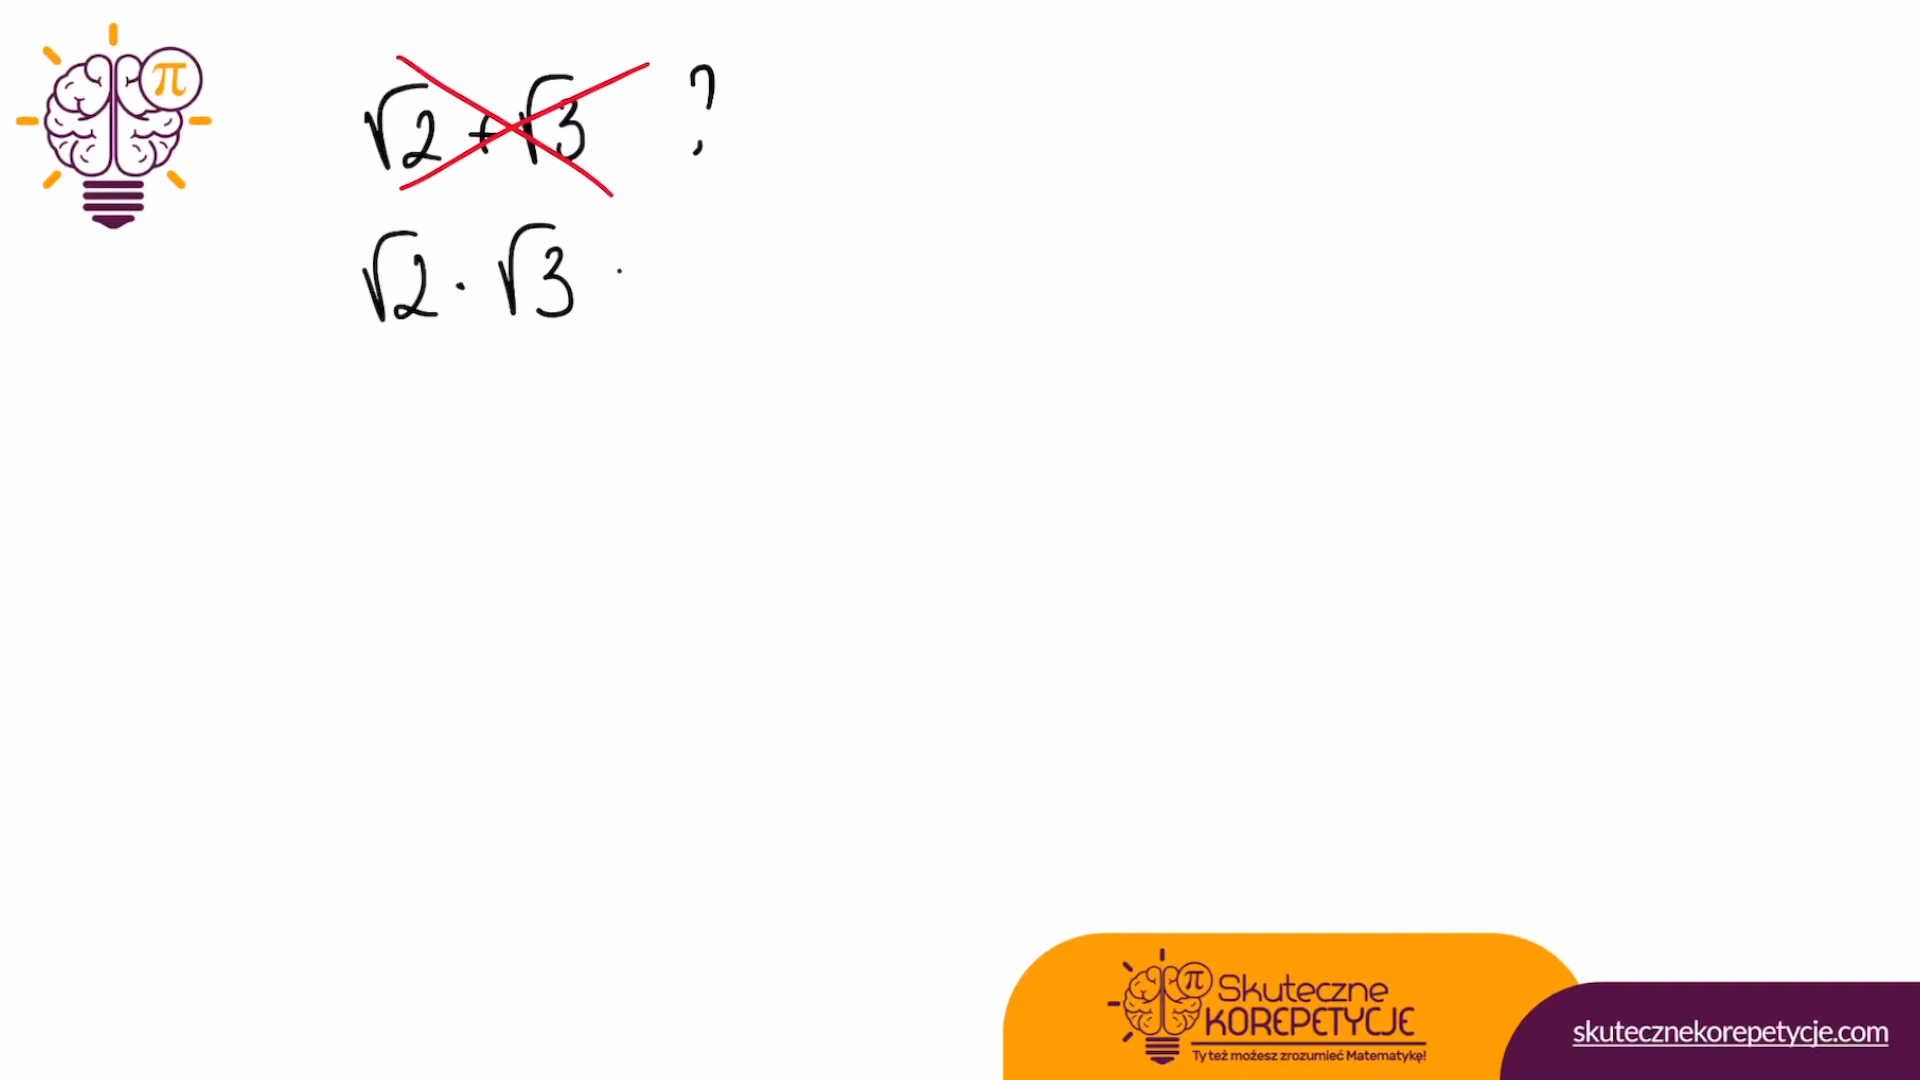 π
√2 + √3 ?
√2 · √3 ·
π
Skuteczne
KOREPETYCJE
Ty też możesz zrozumieć Matematykę!
skutecznekorepetycje.com